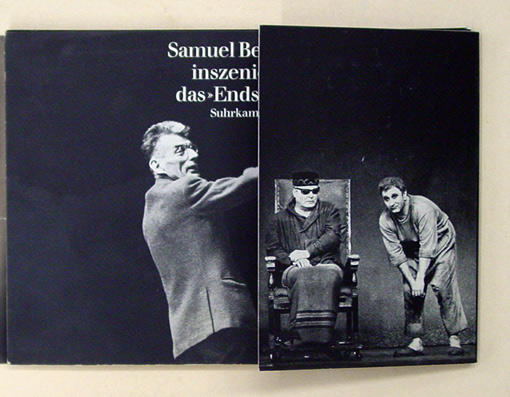 Samuel Be
inszeni
das »Ends
Suhrkam